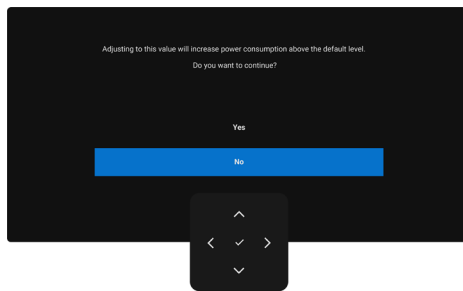 Adjusting to this value will increase power consumption above the default level.
Do you want to continue?
Yes
No